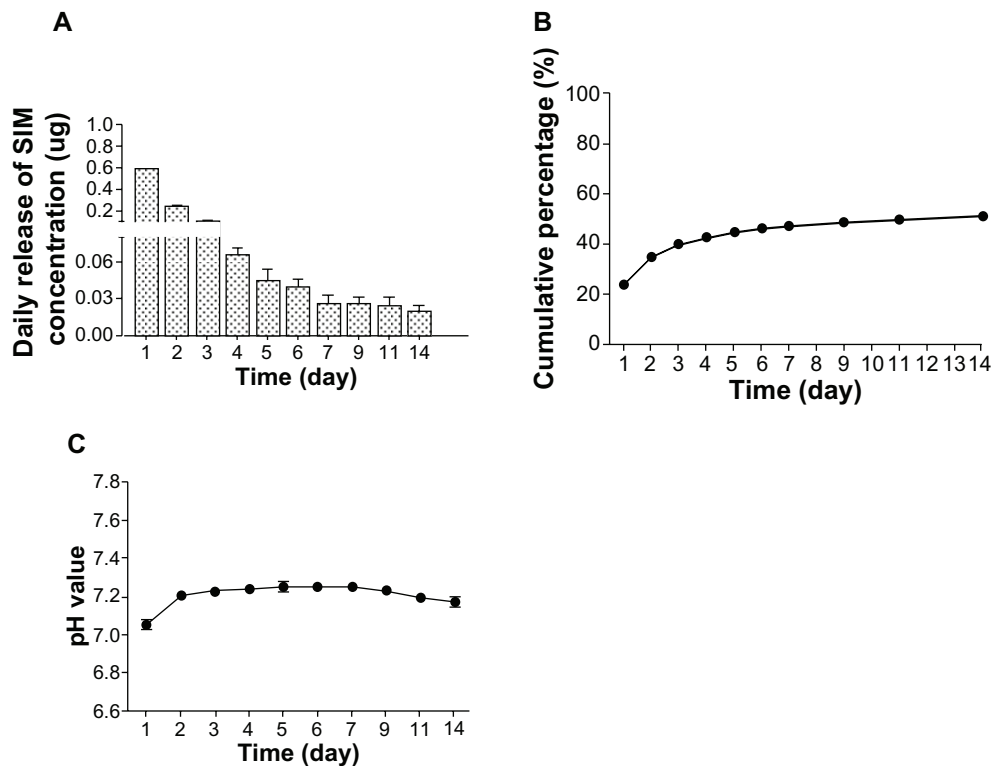 A
Daily release of SIM
concentration (ug)
1.0
0.8
0.6
0.4
0.2
0.06
0.03
0.00
1 2 3 4 5 6 7 9 11 14
Time (day)
B
Cumulative percentage (%)
100
80
60
40
20
0
1 2 3 4 5 6 7 8 9 10 11 12 13 14
Time (day)
C
pH value
7.8
7.6
7.4
7.2
7.0
6.8
6.6
1 2 3 4 5 6 7 9 11 14
Time (day)